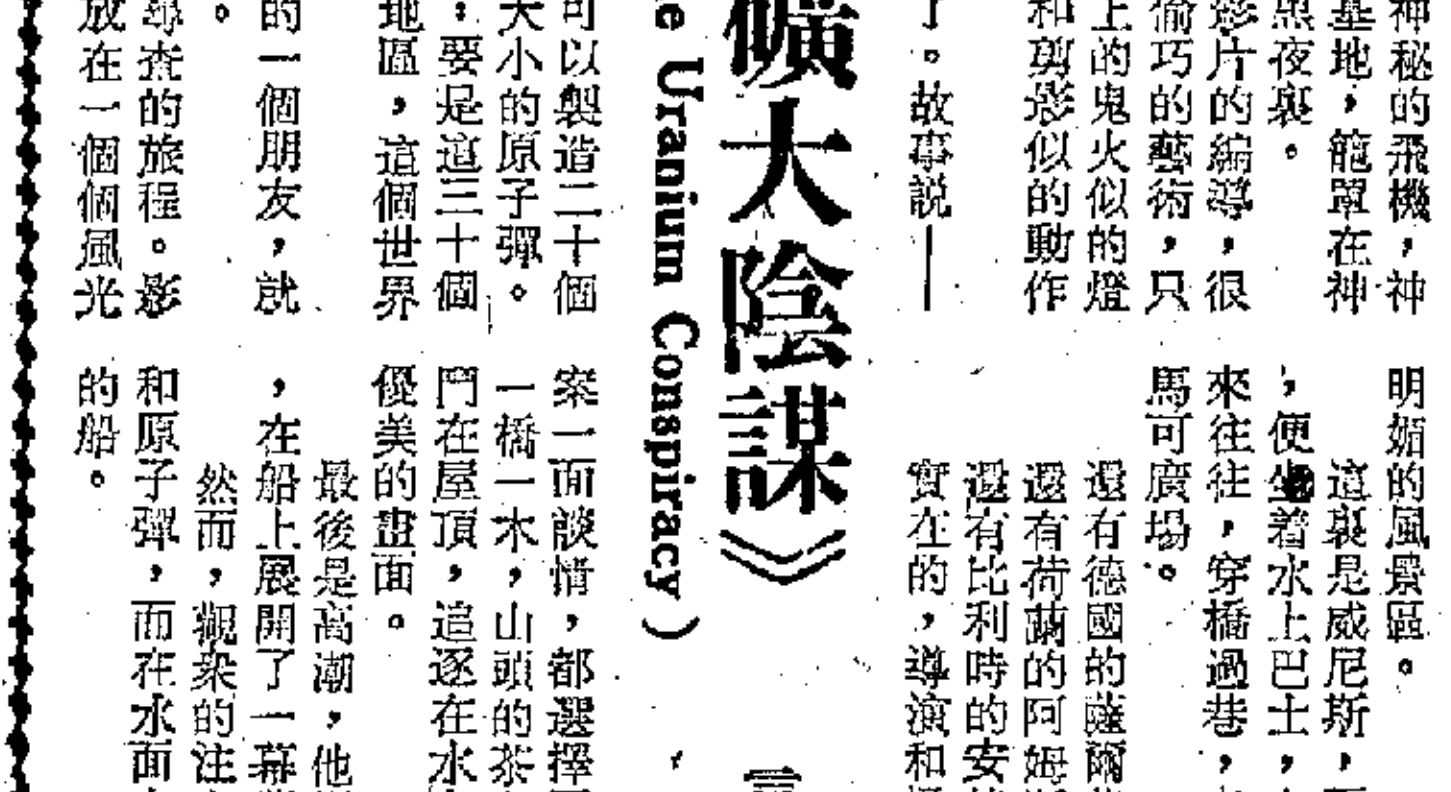 神秘的飛機，神
基地，籠罩在神
黑夜裏。
影片的編導，很
偷巧的藝術，只
上的鬼火似的燈
和剪影似的動作
了。故事説——
明媚的風景區。
這裏是威尼斯，
，便坐着水上巴士，
來往往，穿橋過巷，
馬可廣場。
還有德國的薩爾
還有荷蘭的阿姆
還有比利時的安
實在的，導演和
礦大陰謀》
e Uranium Conspiracy)
可以製造二十個
大小的原子彈。
：要是這三十個
地區，這個世界
的一個朋友，就
。
尋查的旅程。影
放在一個個風光
案一面談情，都選擇
一橋一木，山頭的茶
鬥在屋頂，追逐在水
優美的畫面。
最後是高潮，他
，在船上展開了一幕
然而，觀衆的注
和原子彈，而在水面
的船。